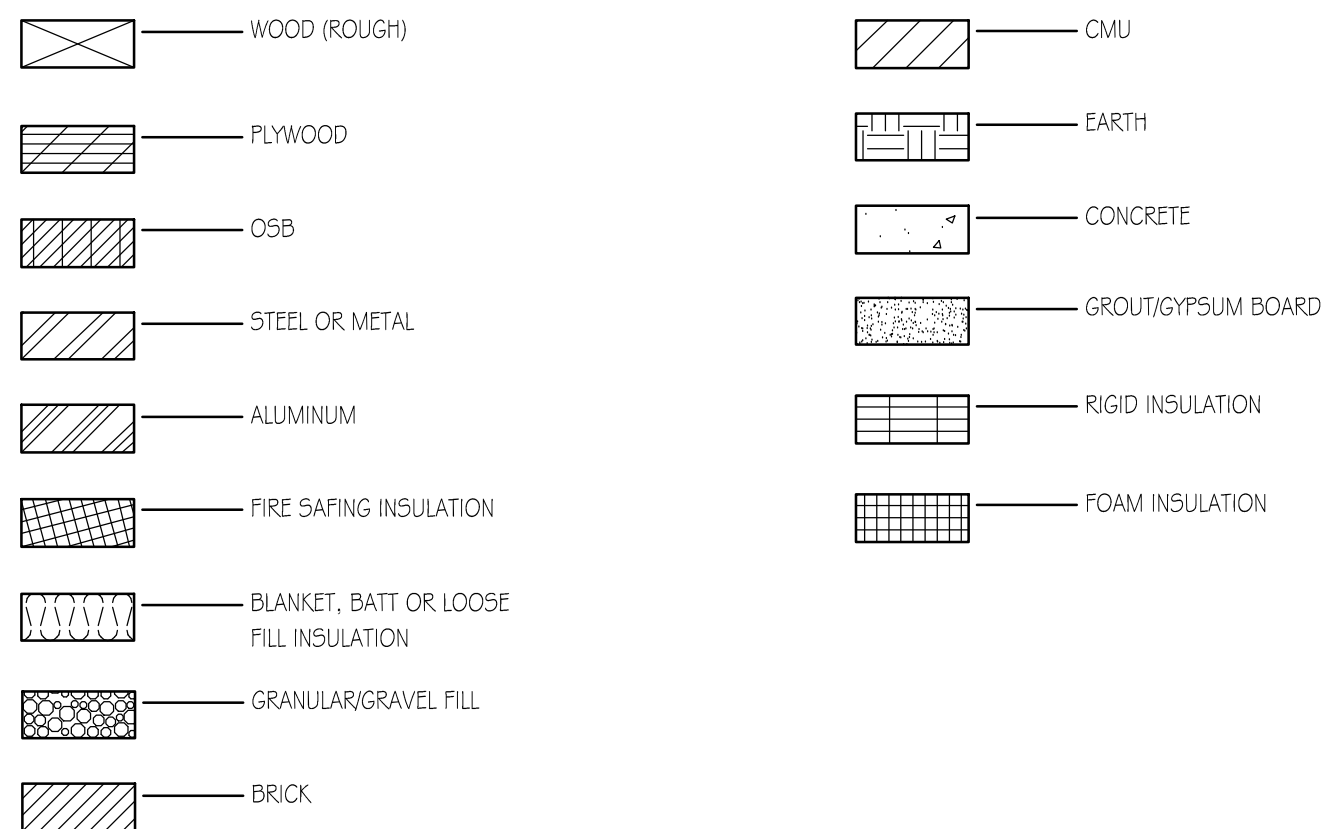 WOOD (ROUGH)
PLYWOOD
OSB
STEEL OR METAL
ALUMINUM
FIRE SAFING INSULATION
BLANKET, BATT OR LOOSE
FILL INSULATION
GRANULAR/GRAVEL FILL
BRICK
CMU
EARTH
CONCRETE
GROUT/GYPSUM BOARD
RIGID INSULATION
FOAM INSULATION